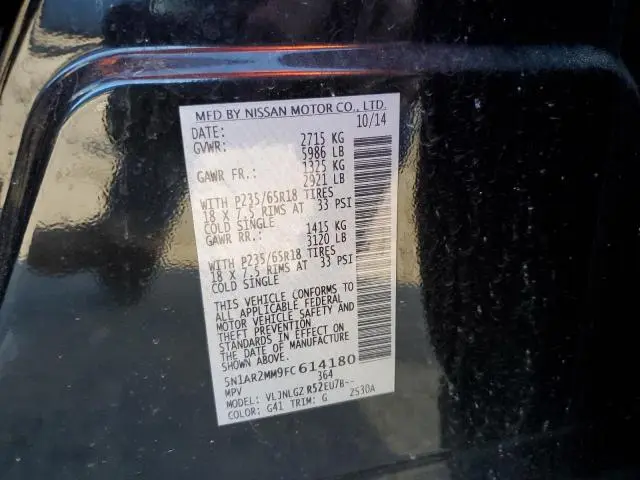 MFD BY NISSAN MOTOR CO., LTD.
DATE: 10/14
GVWR: 2715 KG
5986 LB
GAWR FR.: 1325 KG
2921 LB
WITH P235/65R18 TIRES
18 X 7.5 RIMS AT 33 PSI
COLD SINGLE
GAWR RR.: 1415 KG
3120 LB
WITH P235/65R18 TIRES
18 X 7.5 RIMS AT 33 PSI
COLD SINGLE
THIS VEHICLE CONFORMS TO
ALL APPLICABLE FEDERAL
MOTOR VEHICLE SAFETY AND
THEFT PREVENTION
STANDARDS IN EFFECT ON
THE DATE OF MANUFACTURE
5N1AR2MM9FC614180
MPV 364
MODEL: VLJNLGZ R52EU7B--
COLOR: G41 TRIM: G 2S30A